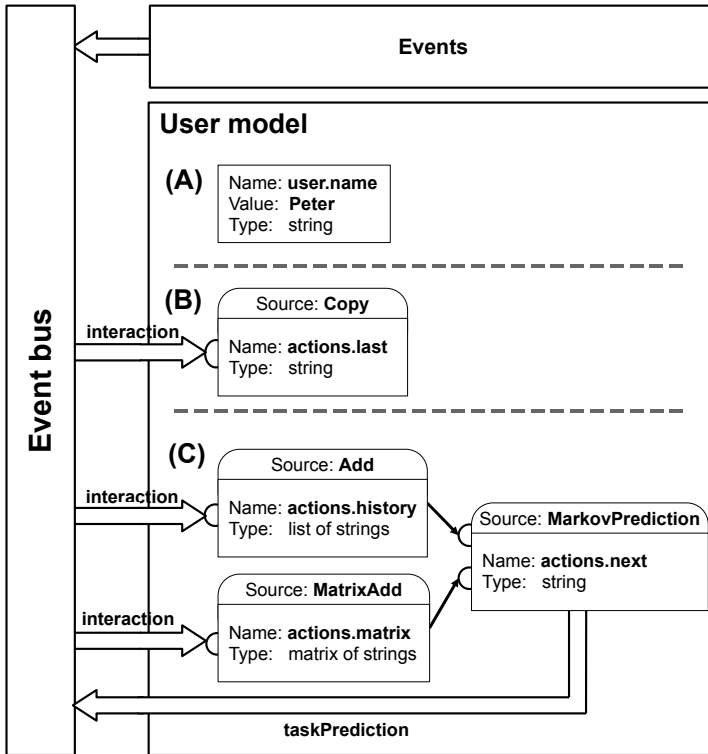 Events
Event bus
User model
(A)
Name: user.name
Value: Peter
Type: string
(B)
Source: Copy
interaction
Name: actions.last
Type: string
(C)
Source: Add
interaction
Name: actions.history
Type: list of strings
Source: MarkovPrediction
Name: actions.next
Type: string
Source: MatrixAdd
interaction
Name: actions.matrix
Type: matrix of strings
taskPrediction